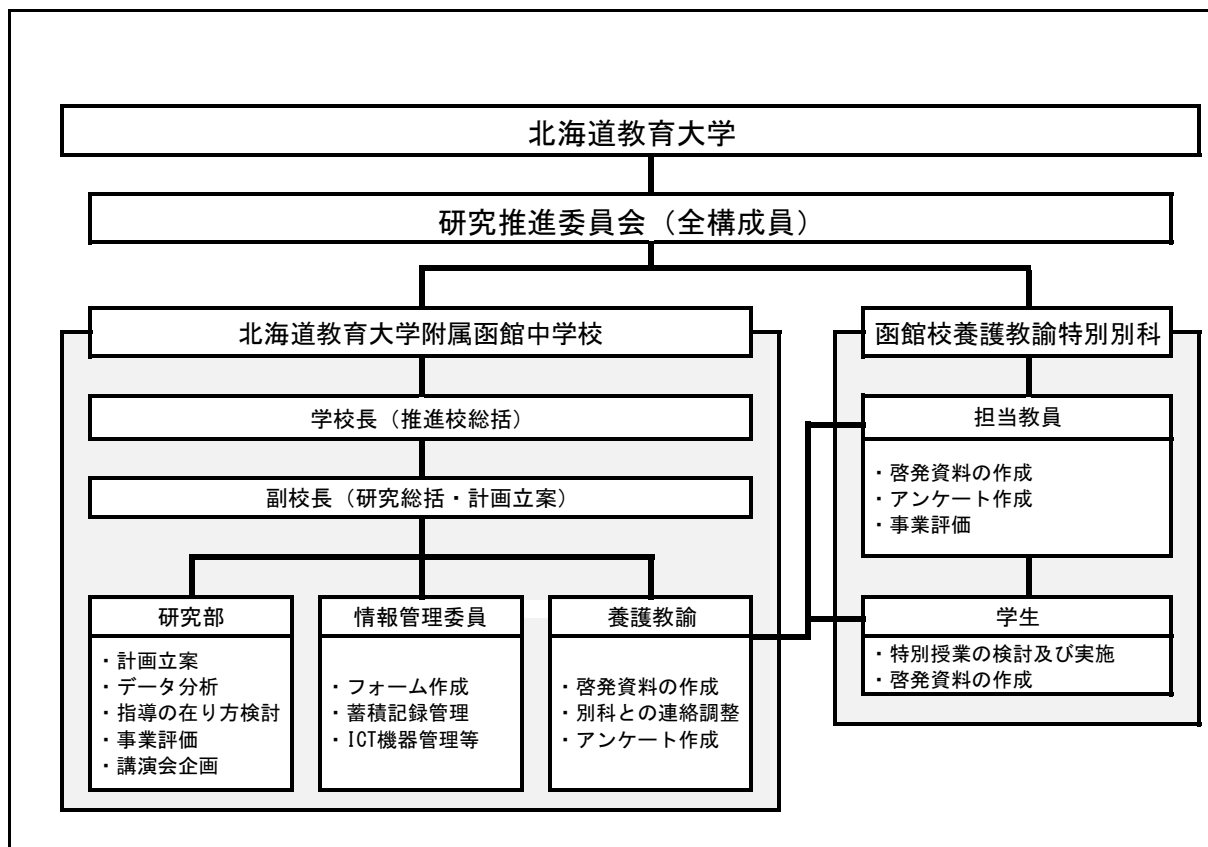 北海道教育大学
研究推進委員会（全構成員）
北海道教育大学附属函館中学校
学校長（推進校総括）
副校長（研究総括・計画立案）
研究部
・計画立案
・データ分析
・指導の在り方検討
・事業評価
・講演会企画
情報管理委員
・フォーム作成
・蓄積記録管理
・ICT機器管理等
養護教諭
・啓発資料の作成
・別科との連絡調整
・アンケート作成
函館校養護教諭特別別科
担当教員
・啓発資料の作成
・アンケート作成
・事業評価
学生
・特別授業の検討及び実施
・啓発資料の作成